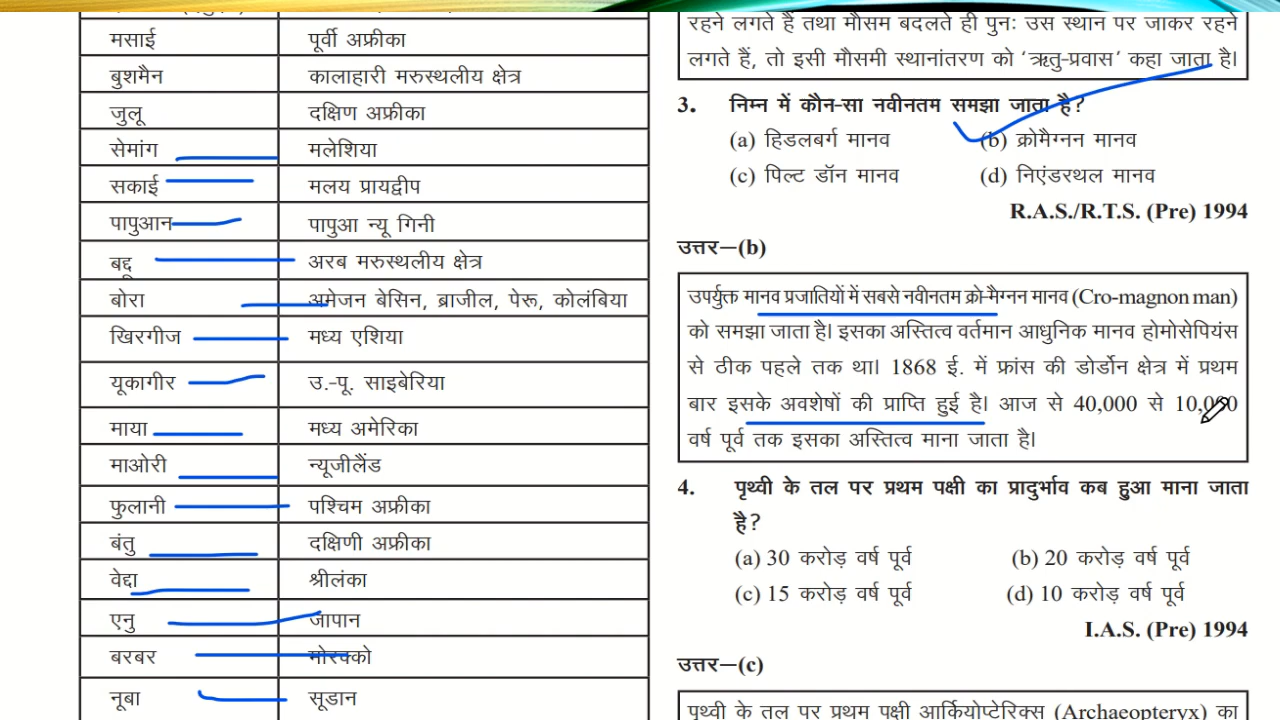 मसाई पूर्वी अफ्रीका
बुशमैन कालाहारी मरुस्थलीय क्षेत्र
जुलू दक्षिण अफ्रीका
सेमांग मलेशिया
सकाई मलय प्रायद्वीप
पापुआन पापुआ न्यू गिनी
बद्दू अरब मरुस्थलीय क्षेत्र
बोरा अमेजन बेसिन, ब्राजील, पेरू, कोलंबिया
खिरगीज मध्य एशिया
यूकागीर उ.-पू. साइबेरिया
माया मध्य अमेरिका
माओरी न्यूजीलैंड
फुलानी पश्चिम अफ्रीका
बंतु दक्षिणी अफ्रीका
वेद्दा श्रीलंका
एनु जापान
बरबर मोरक्को
नूबा सूडान
रहने लगते हैं तथा मौसम बदलते ही पुनः उस स्थान पर जाकर रहने
लगते हैं, तो इसी मौसमी स्थानांतरण को ‘ऋतु-प्रवास’ कहा जाता है।
3. निम्न में कौन-सा नवीनतम समझा जाता है?
(a) हिडलबर्ग मानव (b) क्रोमैग्नन मानव
(c) पिल्ट डॉन मानव (d) निएंडरथल मानव
R.A.S./R.T.S. (Pre) 1994
उत्तर—(b)
उपर्युक्त मानव प्रजातियों में सबसे नवीनतम क्रो-मैग्नन मानव (Cro-magnon man)
को समझा जाता है। इसका अस्तित्व वर्तमान आधुनिक मानव होमोसेपियंस
से ठीक पहले तक था। 1868 ई. में फ्रांस की डोर्डोन क्षेत्र में प्रथम
बार इसके अवशेषों की प्राप्ति हुई है। आज से 40,000 से 10,000
वर्ष पूर्व तक इसका अस्तित्व माना जाता है।
4. पृथ्वी के तल पर प्रथम पक्षी का प्रादुर्भाव कब हुआ माना जाता
है?
(a) 30 करोड़ वर्ष पूर्व (b) 20 करोड़ वर्ष पूर्व
(c) 15 करोड़ वर्ष पूर्व (d) 10 करोड़ वर्ष पूर्व
I.A.S. (Pre) 1994
उत्तर—(c)
पृथ्वी के तल पर प्रथम पक्षी आर्कियोप्टेरिक्स (Archaeopteryx) का